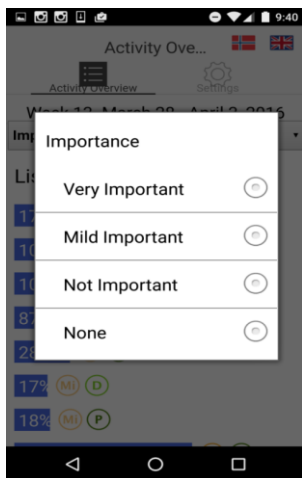 9:40
Activity Ove...
Activity Overview
Settings
Week 13, March 28 - April 3, 2016
Importance
Very Important
Mild Important
Not Important
None
17% Mi D
18% Mi P